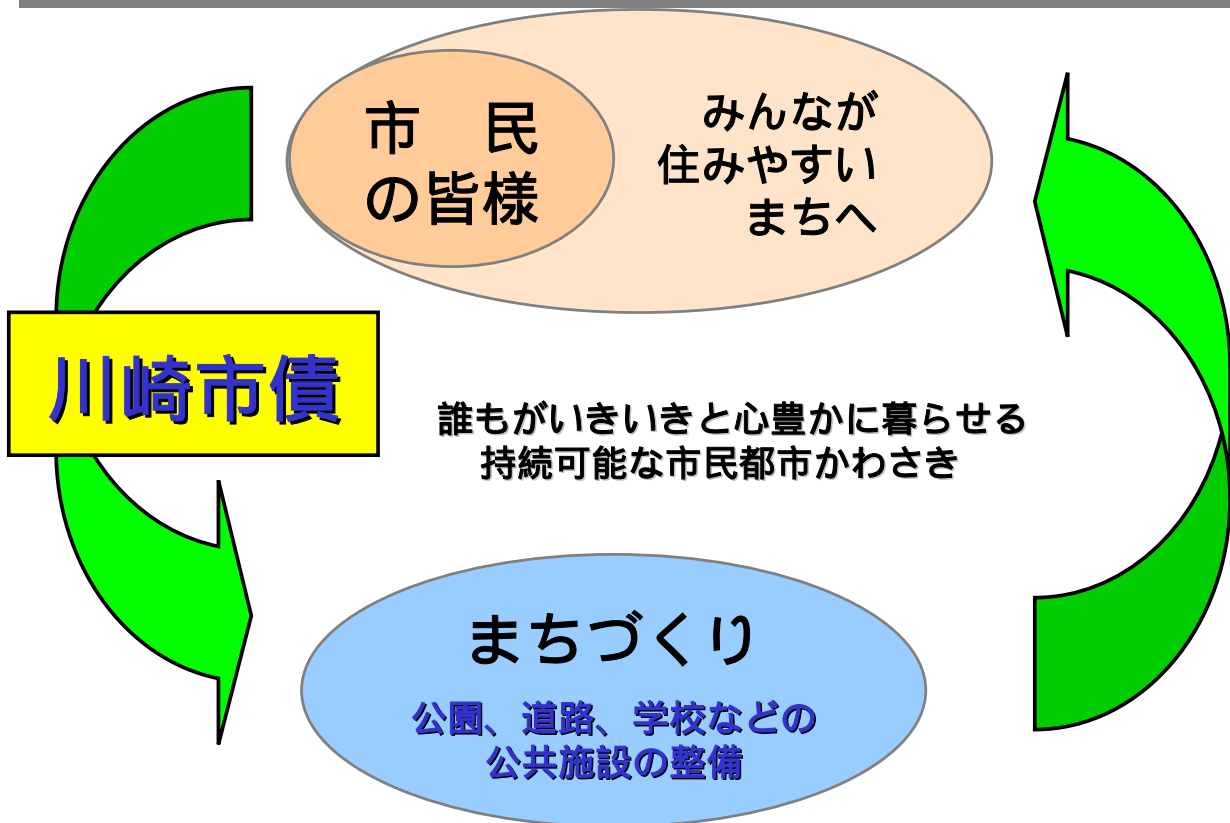 市　民
の皆様
みんなが
住みやすい
まちへ
川崎市債
誰もがいきいきと心豊かに暮らせる
持続可能な市民都市かわさき
まちづくり
公園、道路、学校などの
公共施設の整備